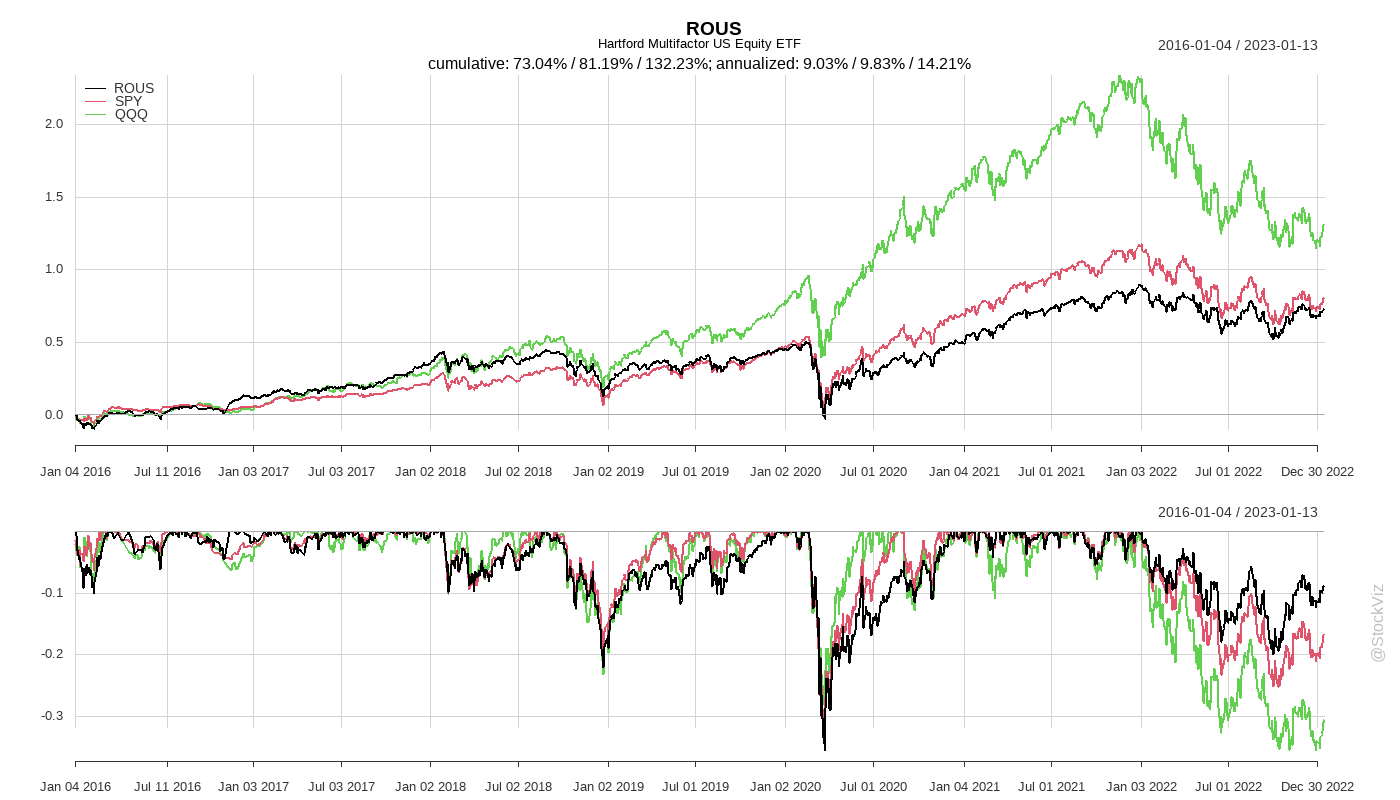 ROUS
Hartford Multifactor US Equity ETF
2016-01-04 / 2023-01-13
cumulative: 73.04% / 81.19% / 132.23%; annualized: 9.03% / 9.83% / 14.21%
ROUS
SPY
QQQ
2.0
1.5
1.0
0.5
0.0
Jan 04 2016 Jul 11 2016 Jan 03 2017 Jul 03 2017 Jan 02 2018 Jul 02 2018 Jan 02 2019 Jul 01 2019 Jan 02 2020 Jul 01 2020 Jan 04 2021 Jul 01 2021 Jan 03 2022 Jul 01 2022 Dec 30 2022
2016-01-04 / 2023-01-13
-0.1
-0.2
-0.3
Jan 04 2016 Jul 11 2016 Jan 03 2017 Jul 03 2017 Jan 02 2018 Jul 02 2018 Jan 02 2019 Jul 01 2019 Jan 02 2020 Jul 01 2020 Jan 04 2021 Jul 01 2021 Jan 03 2022 Jul 01 2022 Dec 30 2022
@StockViz